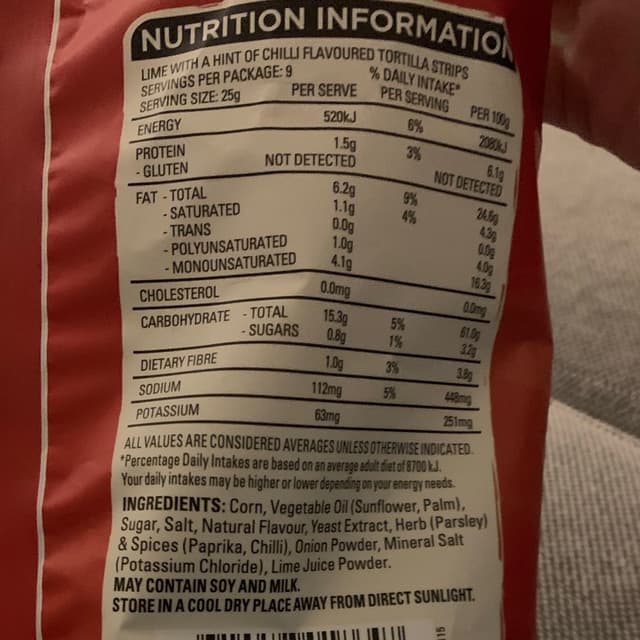 NUTRITION INFORMATION
LIME WITH A HINT OF CHILLI FLAVOURED TORTILLA STRIPS
SERVINGS PER PACKAGE: 9 % DAILY INTAKE*
SERVING SIZE: 25g PER SERVE PER SERVING PER 100g
ENERGY 520kJ 6% 2080kJ
PROTEIN 1.5g 3% 6.1g
- GLUTEN NOT DETECTED NOT DETECTED
FAT - TOTAL 6.2g 9% 24.6g
- SATURATED 1.1g 4% 4.3g
- TRANS 0.0g 0.0g
- POLYUNSATURATED 1.0g 4.0g
- MONOUNSATURATED 4.1g 16.3g
CHOLESTEROL 0.0mg 0.0mg
CARBOHYDRATE - TOTAL 15.3g 5% 61.0g
- SUGARS 0.8g 1% 3.2g
DIETARY FIBRE 1.0g 3% 3.8g
SODIUM 112mg 5% 448mg
POTASSIUM 63mg 251mg
ALL VALUES ARE CONSIDERED AVERAGES UNLESS OTHERWISE INDICATED.
*Percentage Daily Intakes are based on an average adult diet of 8700 kJ.
Your daily intakes may be higher or lower depending on your energy needs.
INGREDIENTS: Corn, Vegetable Oil (Sunflower, Palm),
Sugar, Salt, Natural Flavour, Yeast Extract, Herb (Parsley)
& Spices (Paprika, Chilli), Onion Powder, Mineral Salt
(Potassium Chloride), Lime Juice Powder.
MAY CONTAIN SOY AND MILK.
STORE IN A COOL DRY PLACE AWAY FROM DIRECT SUNLIGHT.